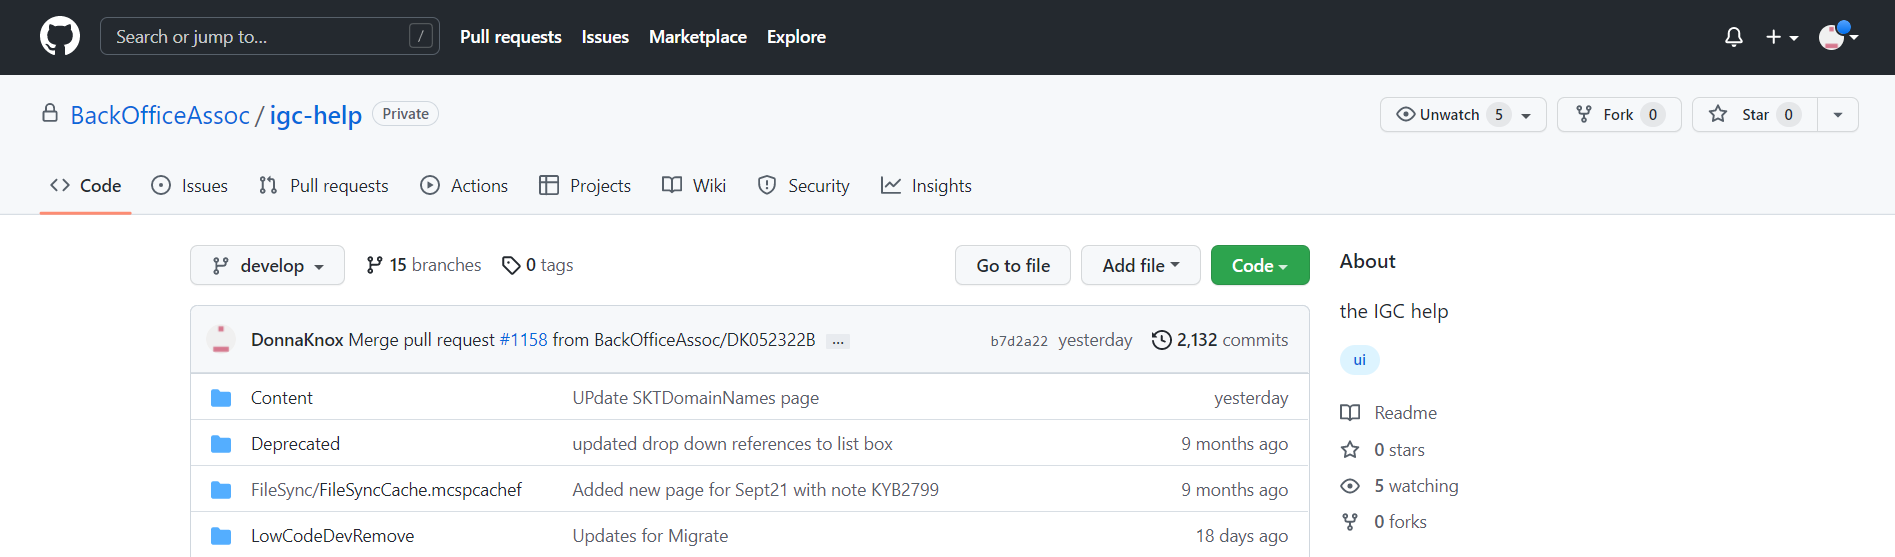 Search or jump to... / Pull requests Issues Marketplace Explore
BackOfficeAssoc / igc-help Private Unwatch 5 Fork 0 Star 0
Code Issues Pull requests Actions Projects Wiki Security Insights
develop 15 branches 0 tags Go to file Add file Code
About
the IGC help
ui
Readme
0 stars
5 watching
0 forks
DonnaKnox Merge pull request #1158 from BackOfficeAssoc/DK052322B ... b7d2a22 yesterday 2,132 commits
Content UPdate SKTDomainNames page yesterday
Deprecated updated drop down references to list box 9 months ago
FileSync/FileSyncCache.mcspcachef Added new page for Sept21 with note KYB2799 9 months ago
LowCodeDevRemove Updates for Migrate 18 days ago